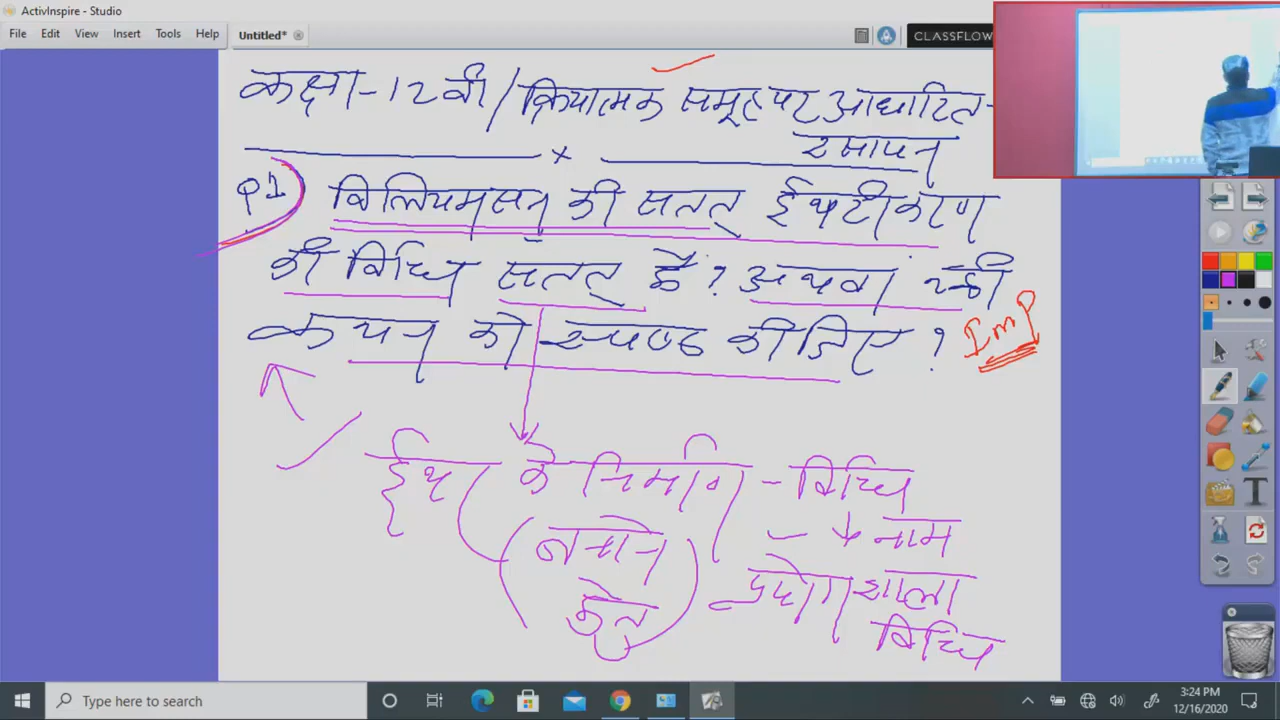 ActivInspire - Studio
File Edit View Insert Tools Help
Untitled*
CLASSFLOW
कक्षा-12वीं/क्रियात्मक समूह पर आधारित-
रसायन
Q1 विलियमसन की सतत् ईथरीकरण
की विधि सतत् है? अथवा
कथन को स्पष्ट कीजिए?
Imp
ईथर के निर्माण - विधि
नाम
बनाने
हेतु
प्रयोगशाला
विधि
Type here to search
3:24 PM
12/16/2020